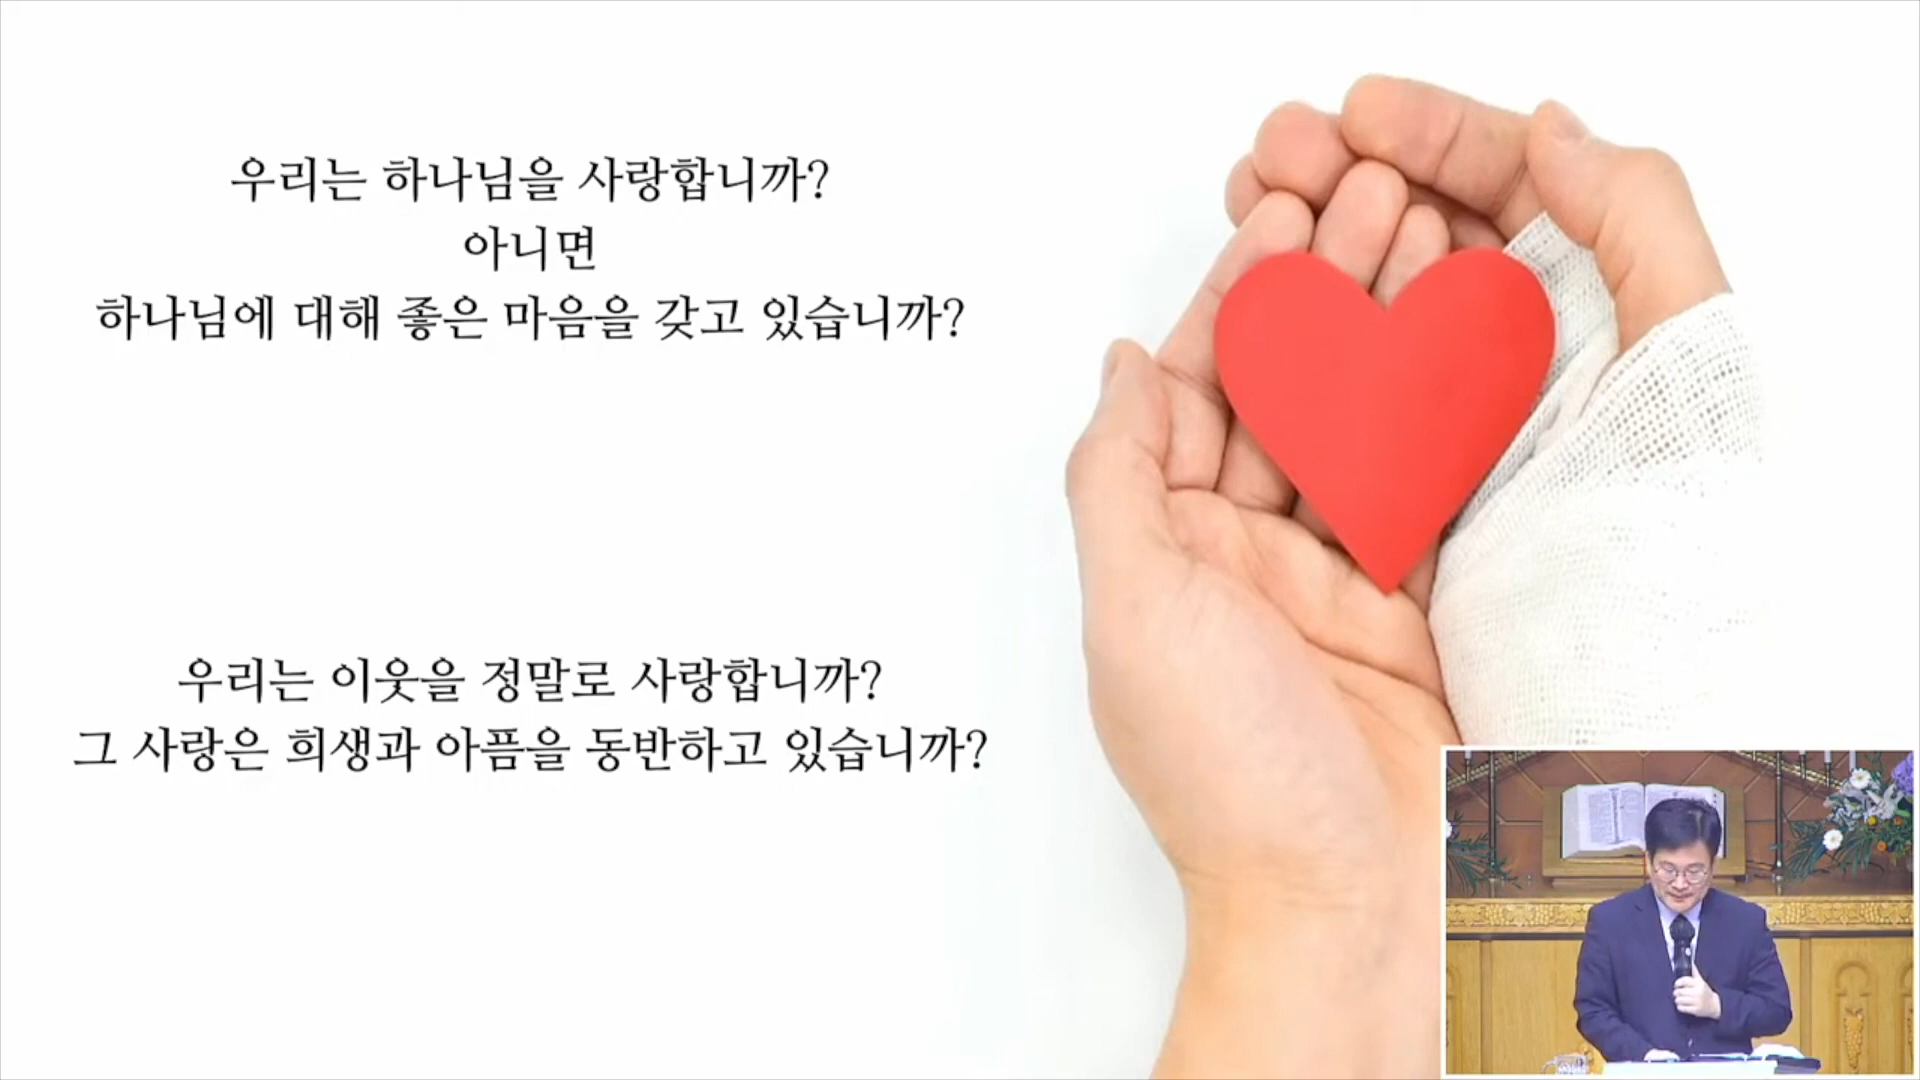 우리는 하나님을 사랑합니까?
아니면
하나님에 대해 좋은 마음을 갖고 있습니까?
우리는 이웃을 정말로 사랑합니까?
그 사랑은 희생과 아픔을 동반하고 있습니까?